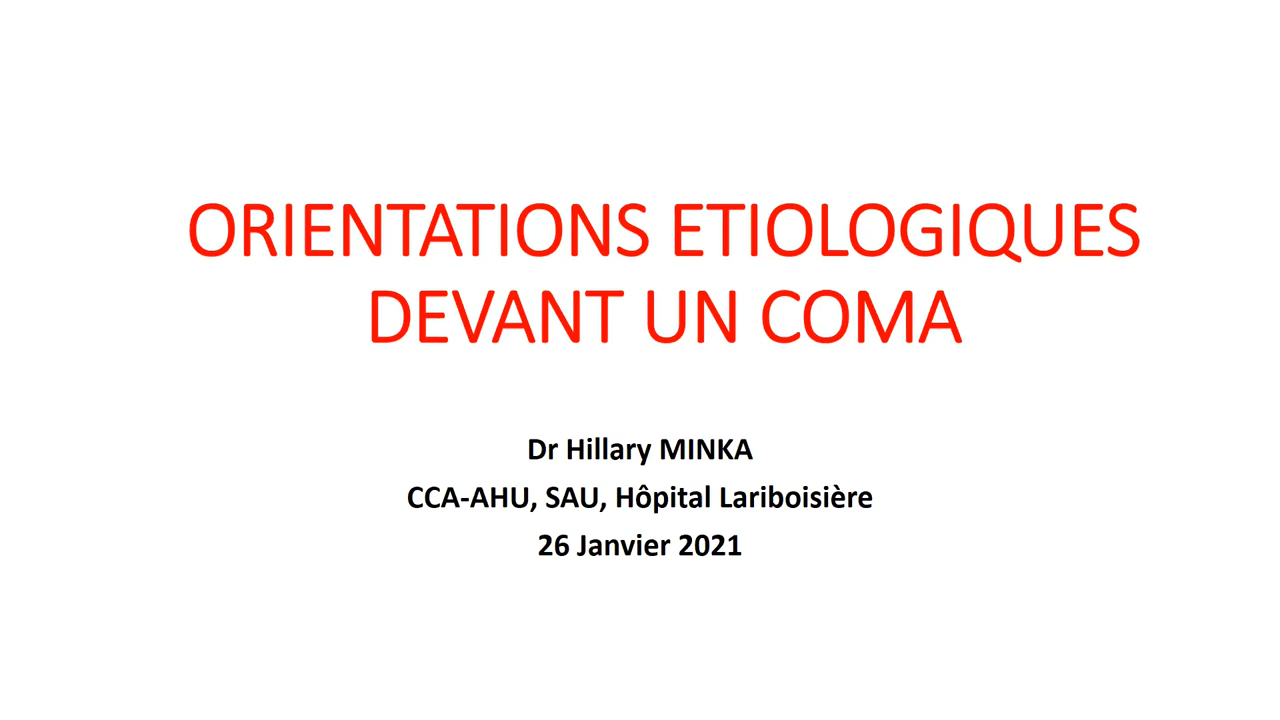 ORIENTATIONS ETIOLOGIQUES
DEVANT UN COMA
Dr Hillary MINKA
CCA-AHU, SAU, Hôpital Lariboisière
26 Janvier 2021